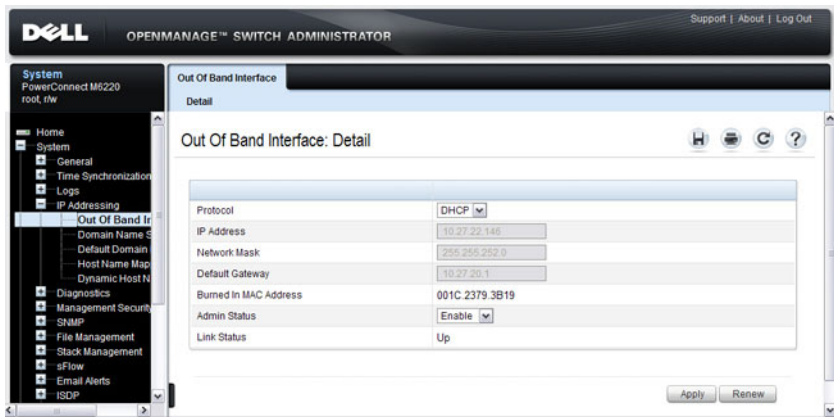 Support | About | Log Out
DELL
OPENMANAGE™ SWITCH ADMINISTRATOR
System
PowerConnect M6220
root, r/w
Home
System
General
Time Synchronization
Logs
IP Addressing
Out Of Band In
Domain Name S
Default Domain
Host Name Map
Dynamic Host N
Diagnostics
Management Security
SNMP
File Management
Stack Management
sFlow
Email Alerts
ISDP
Out Of Band Interface
Detail
Out Of Band Interface: Detail
?
Protocol DHCP
IP Address 10.27.22.146
Network Mask 255.255.252.0
Default Gateway 10.27.20.1
Burned In MAC Address 001C.2379.3B19
Admin Status Enable
Link Status Up
Apply Renew